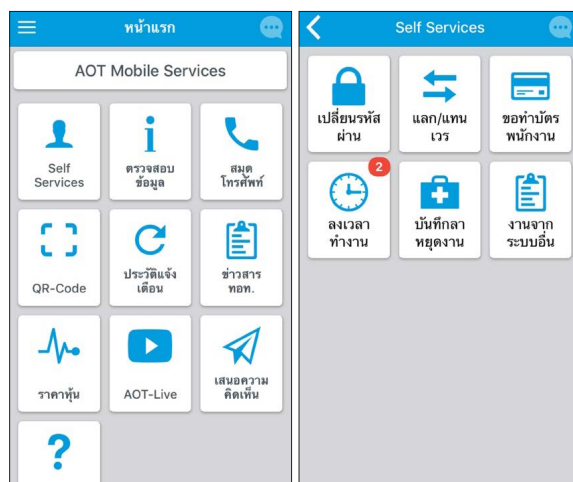 หน้าแรก
AOT Mobile Services
Self
Services
ตรวจสอบ
ข้อมูล
สมุด
โทรศัพท์
QR-Code
ประวัติแจ้ง
เตือน
ข่าวสาร
ทอท.
ราคาหุ้น
AOT-Live
เสนอความ
คิดเห็น
Self Services
เปลี่ยนรหัส
ผ่าน
แลก/แทน
เวร
ขอทำบัตร
พนักงาน
2
ลงเวลา
ทำงาน
บันทึกลา
หยุดงาน
งานจาก
ระบบอื่น